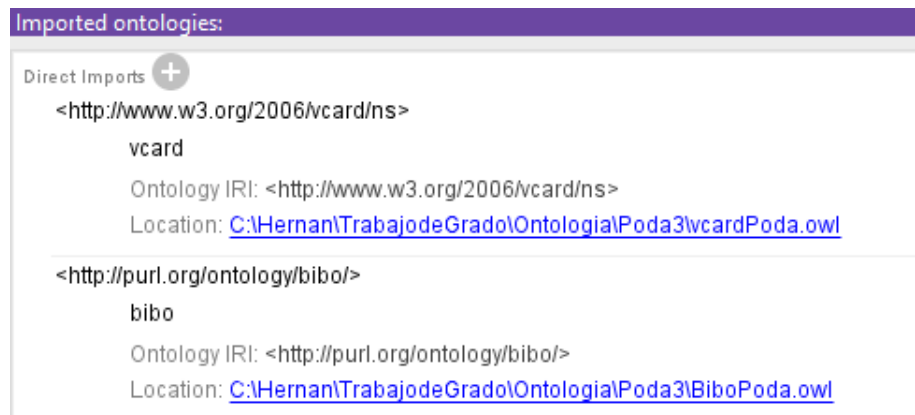 Imported ontologies:
Direct Imports
<http://www.w3.org/2006/vcard/ns>
vcard
Ontology IRI: <http://www.w3.org/2006/vcard/ns>
Location: C:\Hernan\TrabajodeGrado\Ontologia\Poda3\vcardPoda.owl
<http://purl.org/ontology/bibo/>
bibo
Ontology IRI: <http://purl.org/ontology/bibo/>
Location: C:\Hernan\TrabajodeGrado\Ontologia\Poda3\BiboPoda.owl